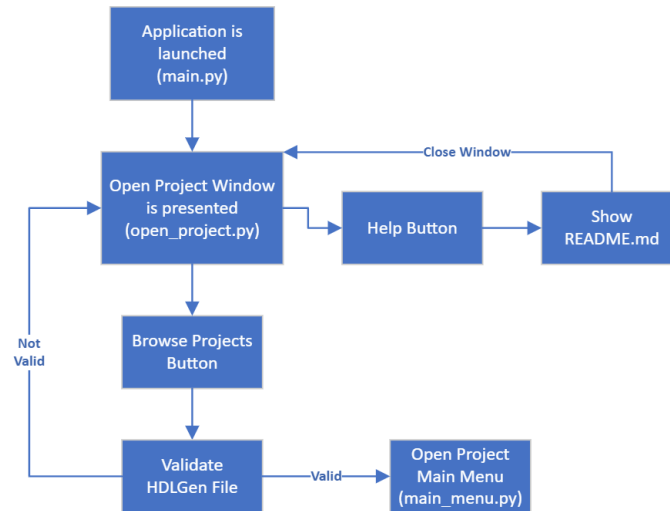 Application is
launched
(main.py)
Close Window
Open Project Window
is presented
(open_project.py)
Help Button
Show
README.md
Not
Valid
Browse Projects
Button
Validate
HDLGen File
Valid
Open Project
Main Menu
(main_menu.py)